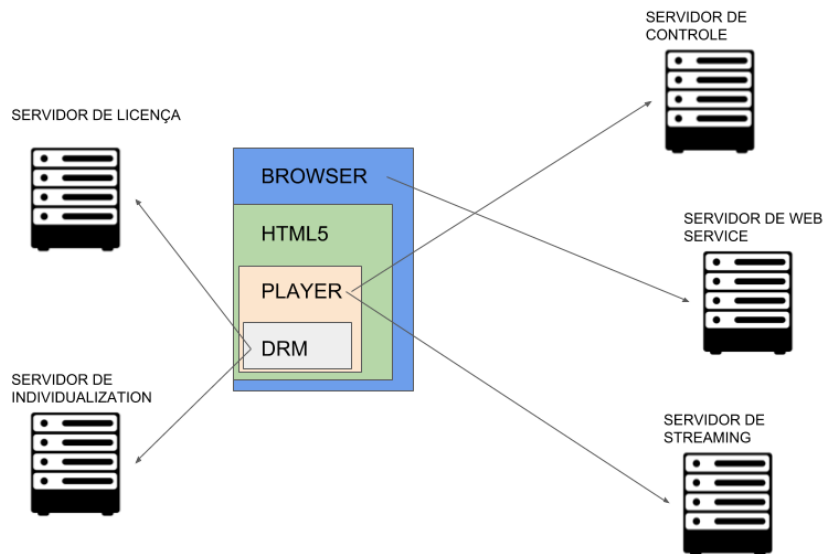 SERVIDOR DE
CONTROLE
SERVIDOR DE LICENÇA
BROWSER
HTML5
PLAYER
DRM
SERVIDOR DE WEB
SERVICE
SERVIDOR DE
INDIVIDUALIZATION
SERVIDOR DE
STREAMING